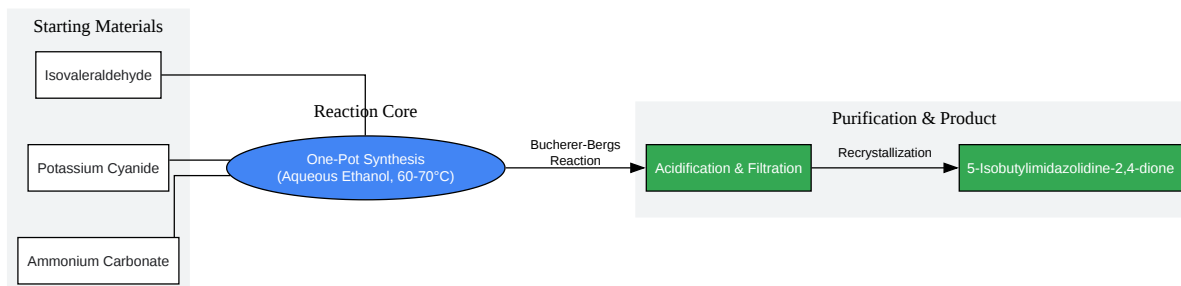 Starting Materials
Isovaleraldehyde
Potassium Cyanide
Ammonium Carbonate
Reaction Core
One-Pot Synthesis
(Aqueous Ethanol, 60-70°C)
Bucherer-Bergs
Reaction
Purification & Product
Acidification & Filtration
Recrystallization
5-Isobutylimidazolidine-2,4-dione